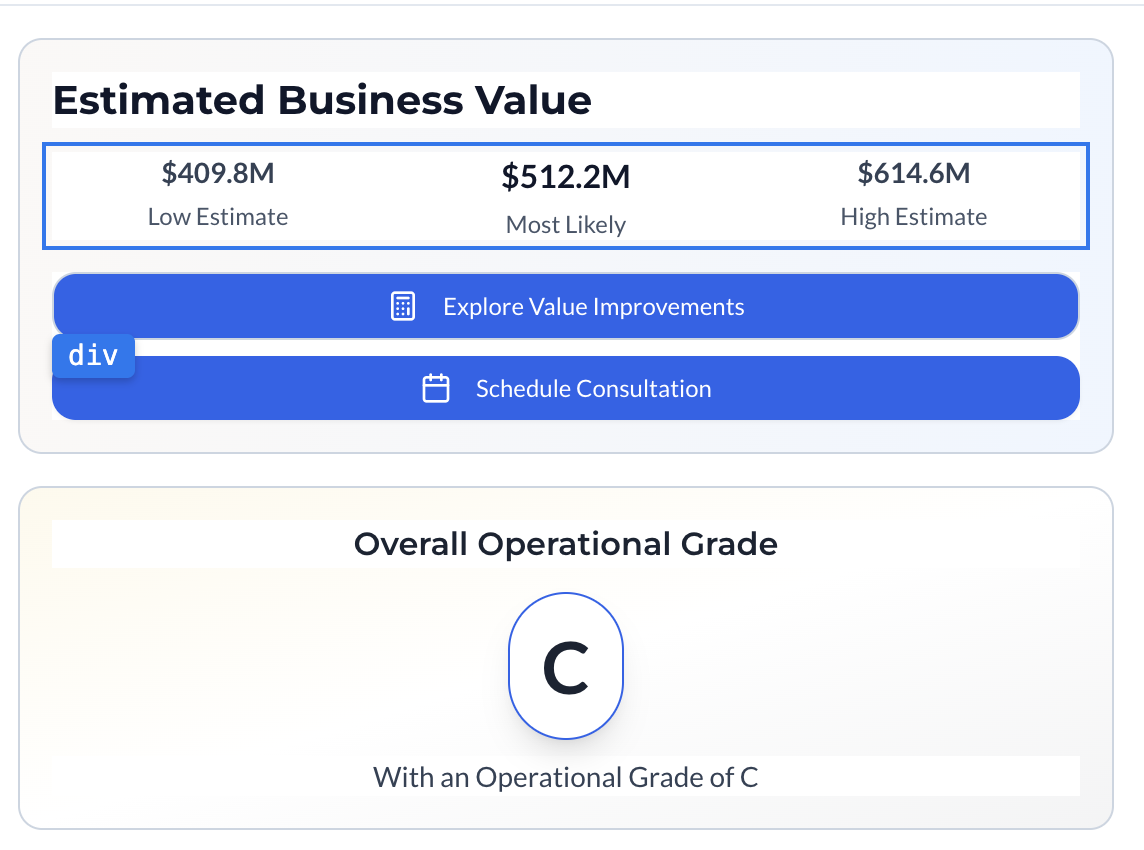 Estimated Business Value
$409.8M $512.2M $614.6M
Low Estimate Most Likely High Estimate
Explore Value Improvements
div
Schedule Consultation
Overall Operational Grade
C
With an Operational Grade of C